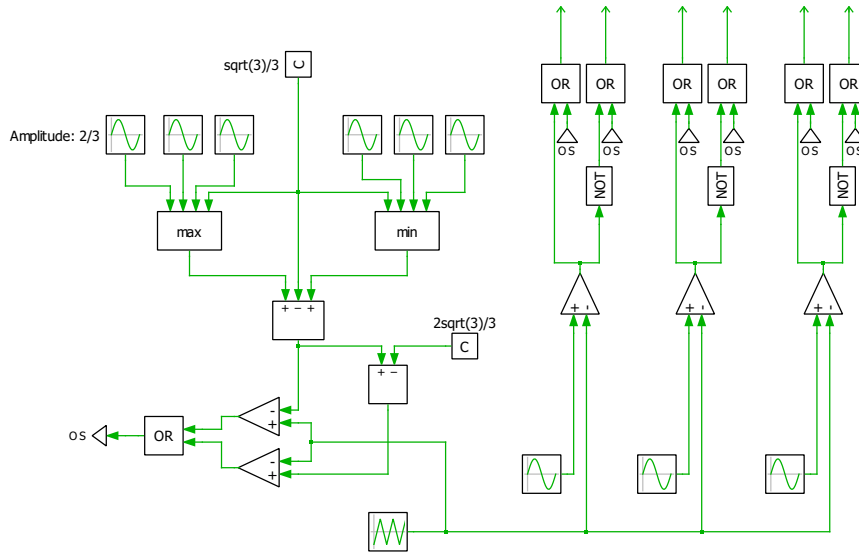 OR OR OR OR OR OR
sqrt(3)/3 C
Amplitude: 2/3
os os os os os os
NOT NOT NOT
max min
+ − +
+ - + - + -
2sqrt(3)/3
C
+ −
-
+
os OR
-
+